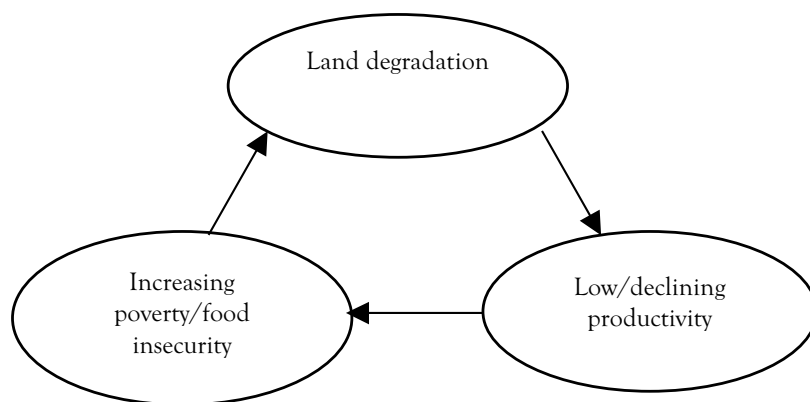 Land degradation
Increasing
poverty/food
insecurity
Low/declining
productivity